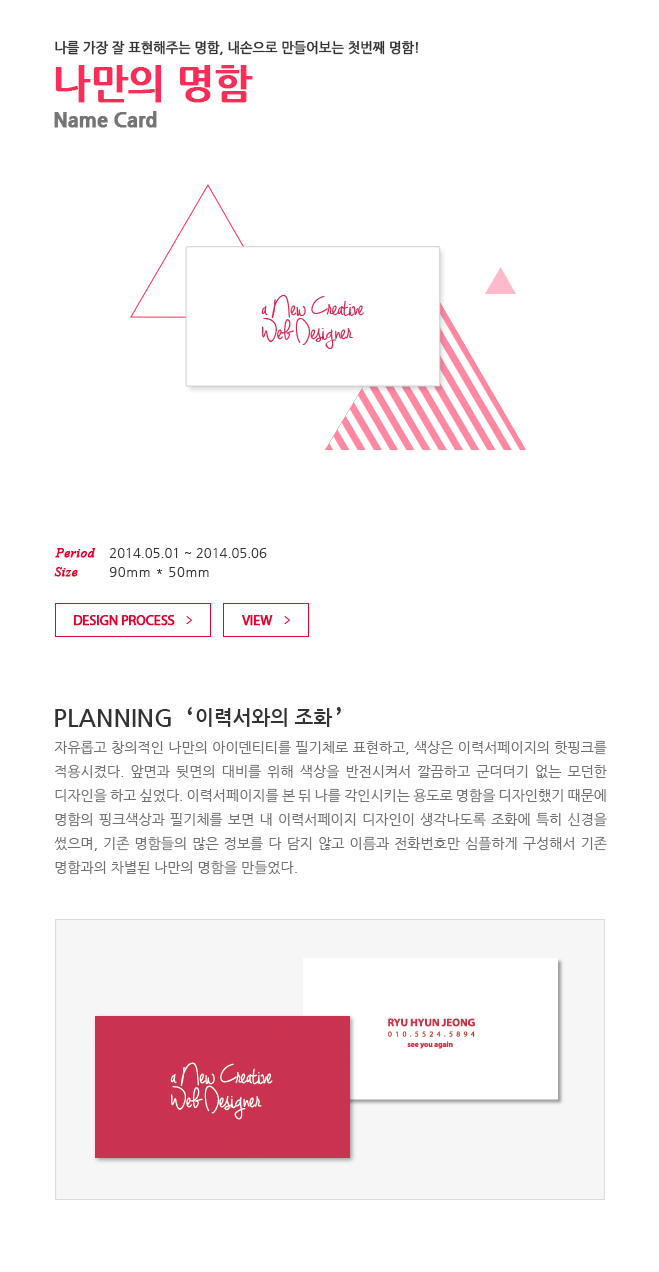 나를 가장 잘 표현해주는 명함, 내손으로 만들어보는 첫번째 명함!
나만의 명함
Name Card
a New Creative
Web Designer
Period 2014.05.01 ~ 2014.05.06
Size 90mm * 50mm
DESIGN PROCESS >
VIEW >
PLANNING ‘이력서와의 조화’
자유롭고 창의적인 나만의 아이덴티티를 필기체로 표현하고, 색상은 이력서페이지의 핫핑크를
적용시켰다. 앞면과 뒷면의 대비를 위해 색상을 반전시켜서 깔끔하고 군더더기 없는 모던한
디자인을 하고 싶었다. 이력서페이지를 본 뒤 나를 각인시키는 용도로 명함을 디자인했기 때문에
명함의 핑크색상과 필기체를 보면 내 이력서페이지 디자인이 생각나도록 조화에 특히 신경을
썼으며, 기존 명함들의 많은 정보를 다 담지 않고 이름과 전화번호만 심플하게 구성해서 기존
명함과의 차별된 나만의 명함을 만들었다.
RYU HYUN JEONG
010.5524.5894
see you again
a New Creative
Web Designer